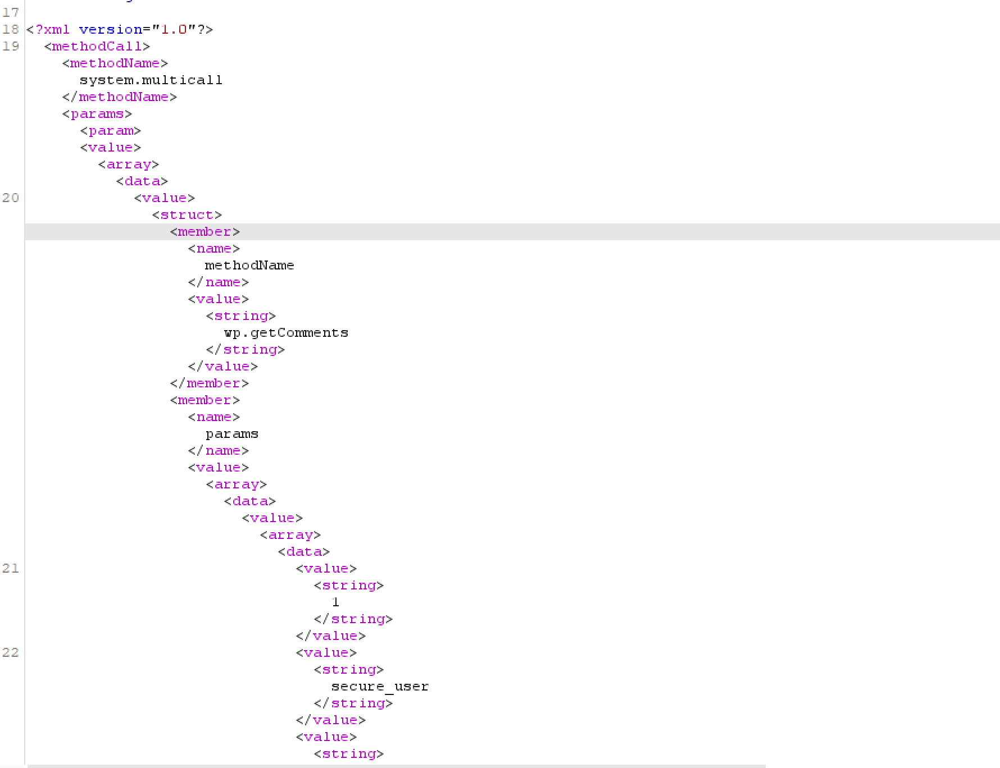 17
18 <?xml version="1.0"?>
19 <methodCall>
<methodName>
system.multicall
</methodName>
<params>
<param>
<value>
<array>
<data>
20 <value>
<struct>
<member>
<name>
methodName
</name>
<value>
<string>
wp.getComments
</string>
</value>
</member>
<member>
<name>
params
</name>
<value>
<array>
<data>
<value>
<array>
<data>
21 <value>
<string>
1
</string>
</value>
22 <value>
<string>
secure_user
</string>
</value>
<value>
<string>